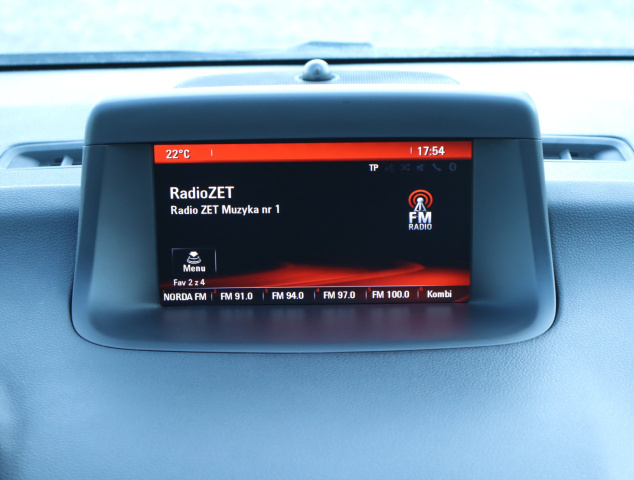 22°C 17:54
TP
RadioZET
Radio ZET Muzyka nr 1
FM
RADIO
Menu
Fav 2 z 4
NORDA FM FM 91.0 FM 94.0 FM 97.0 FM 100.0 Kombi